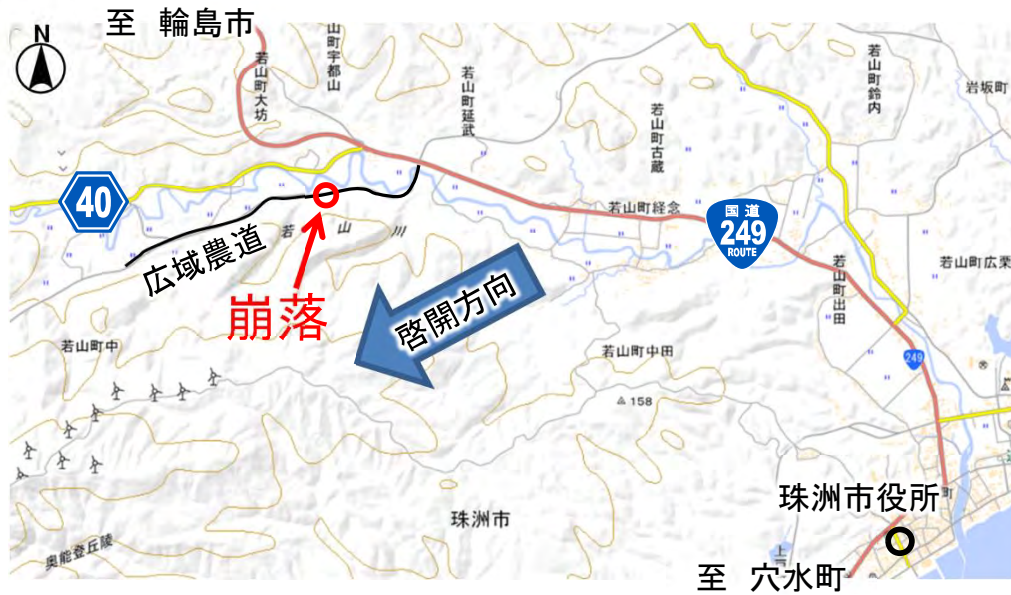 至 輪島市
N
山町宇都山
若山町大坊
若山町延武
若山町鈴内
岩坂町
若山町古蔵
40
若山町経念
国道
249
ROUTE
広域農道
若山川
若山町広栗
若山町出田
崩落
啓開方向
若山町中
若山町中田
249
158
珠洲市役所
町
珠洲市
奥能登丘陵
上
至 穴水町